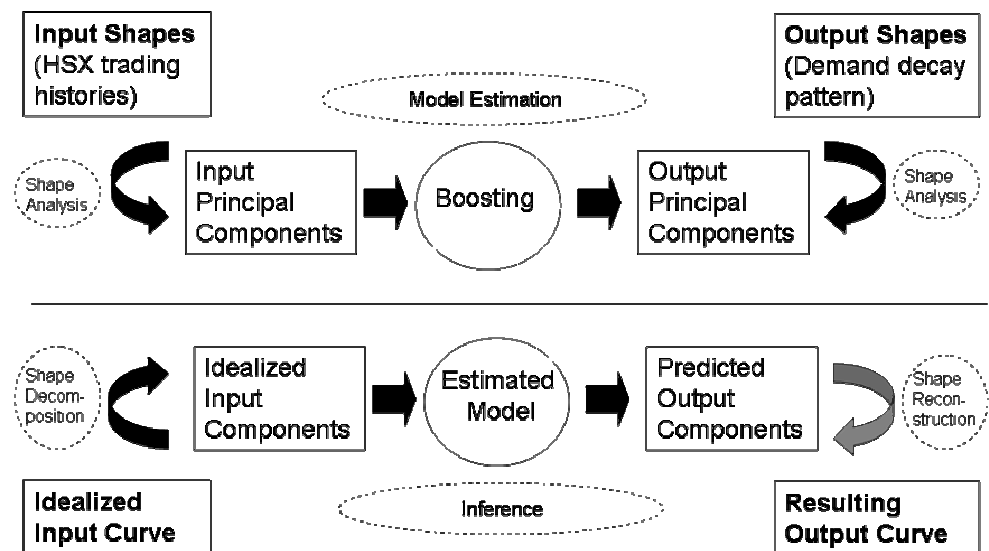 Input Shapes
(HSX trading
histories)
Output Shapes
(Demand decay
pattern)
Model Estimation
Shape
Analysis
Input
Principal
Components
Boosting
Output
Principal
Components
Shape
Analysis
Shape
Decom-
position
Idealized
Input
Components
Estimated
Model
Predicted
Output
Components
Shape
Recon-
struction
Idealized
Input Curve
Inference
Resulting
Output Curve